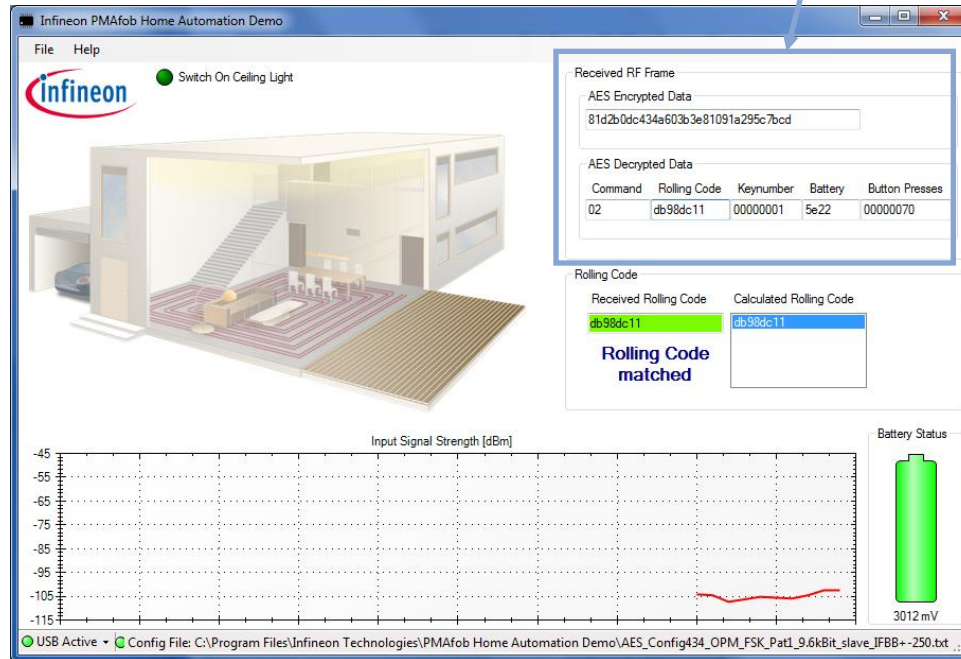 Infineon PMAfob Home Automation Demo
File Help
infineon
Switch On Ceiling Light
Received RF Frame
AES Encrypted Data
81d2b0dc434a603b3e81091a295c7bcd
AES Decrypted Data
Command Rolling Code Keynumber Battery Button Presses
02 db98dc11 00000001 5e22 00000070
Rolling Code
Received Rolling Code Calculated Rolling Code
db98dc11 db98dc11
Rolling Code
matched
Input Signal Strength [dBm]
-45
-55
-65
-75
-85
-95
-105
-115
Battery Status
3012 mV
USB Active Config File: C:\Program Files\Infineon Technologies\PMAfob Home Automation Demo\AES_Config434_OPM_FSK_Pat1_9.6kBit_slave_IFBB+-250.txt